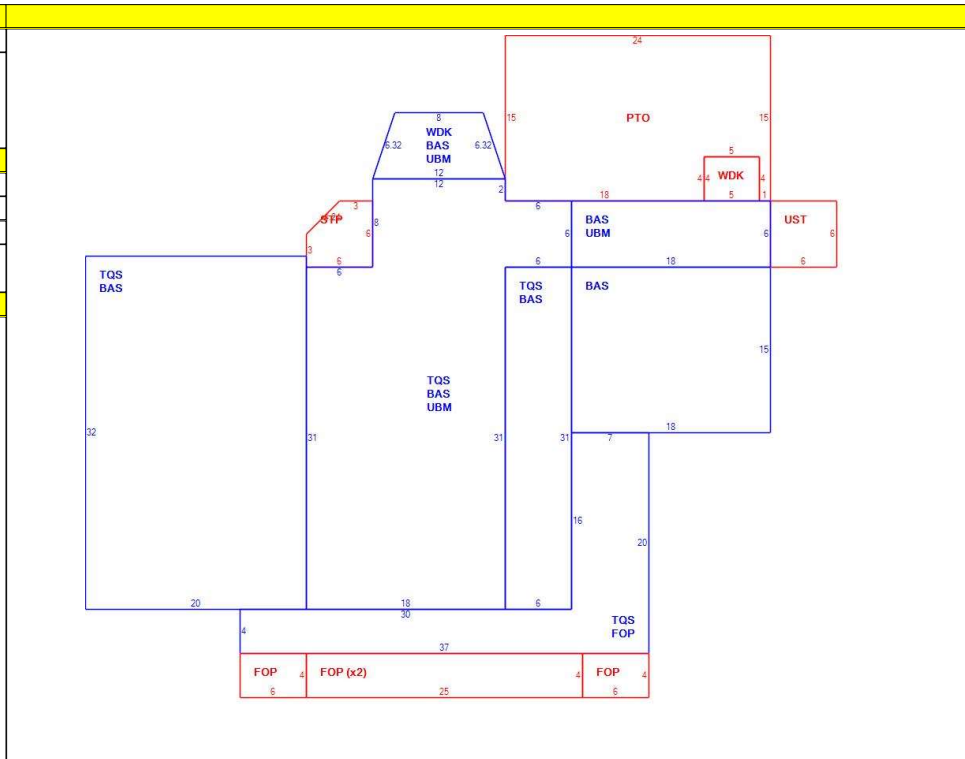 24
15
PTO
15
8
6.32
WDK
6.32
BAS
UBM
12
12
2
5
4
4
WDK
4
5
1
3
STP
8
6
3
6
6
6
18
BAS
UBM
6
6
6
18
UST
6
6
TQS
BAS
TQS
BAS
BAS
15
TQS
BAS
UBM
32
31
31
31
18
7
16
20
20
18
30
6
4
TQS
FOP
37
FOP
4
FOP (x2)
4
FOP
4
6
25
6